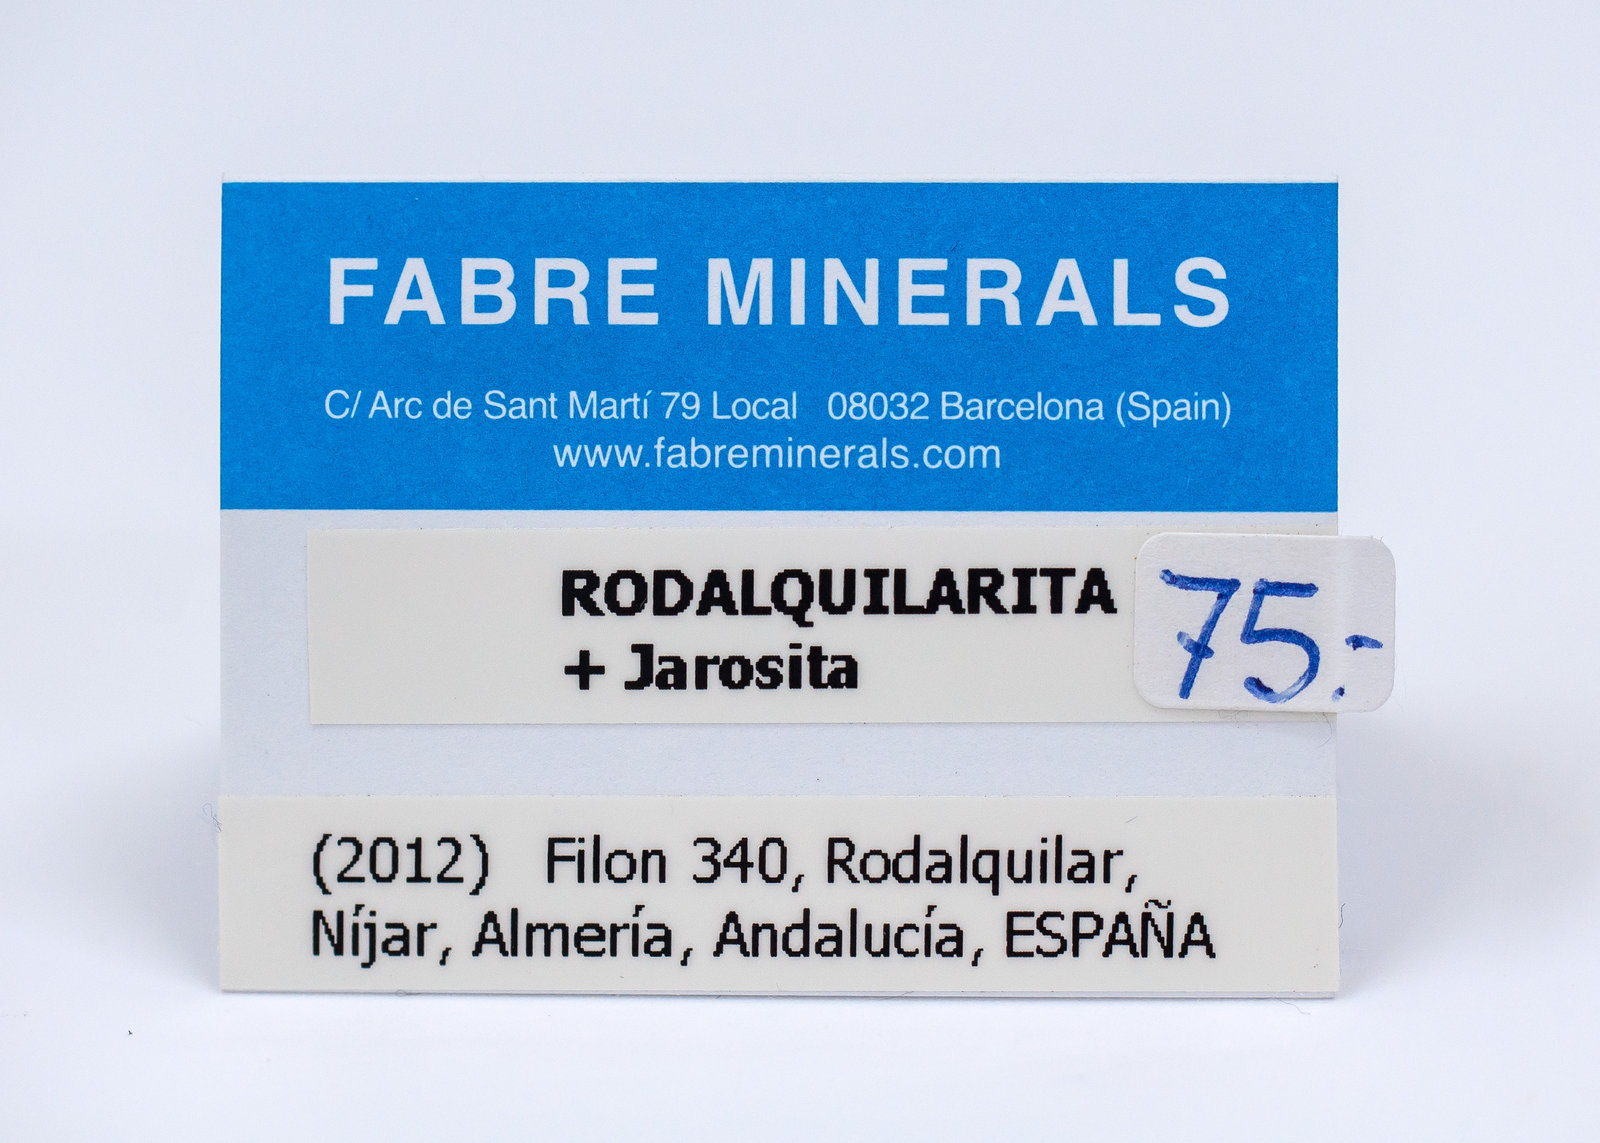 FABRE MINERALS
C/ Arc de Sant Martí 79 Local 08032 Barcelona (Spain)
www.fabreminerals.com
RODALQUILARITA
+ Jarosita
75.-
(2012) Filon 340, Rodalquilar,
Níjar, Almería, Andalucía, ESPAÑA